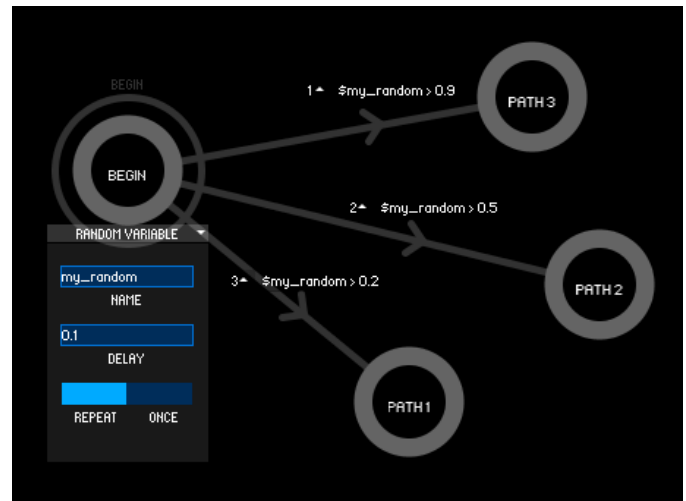 BEGIN
1 $my_random > 0.9
PATH 3
BEGIN
2 $my_random > 0.5
RANDOM VARIABLE
my_random
NAME
3 $my_random > 0.2
PATH 2
0.1
DELAY
REPEAT ONCE
PATH 1